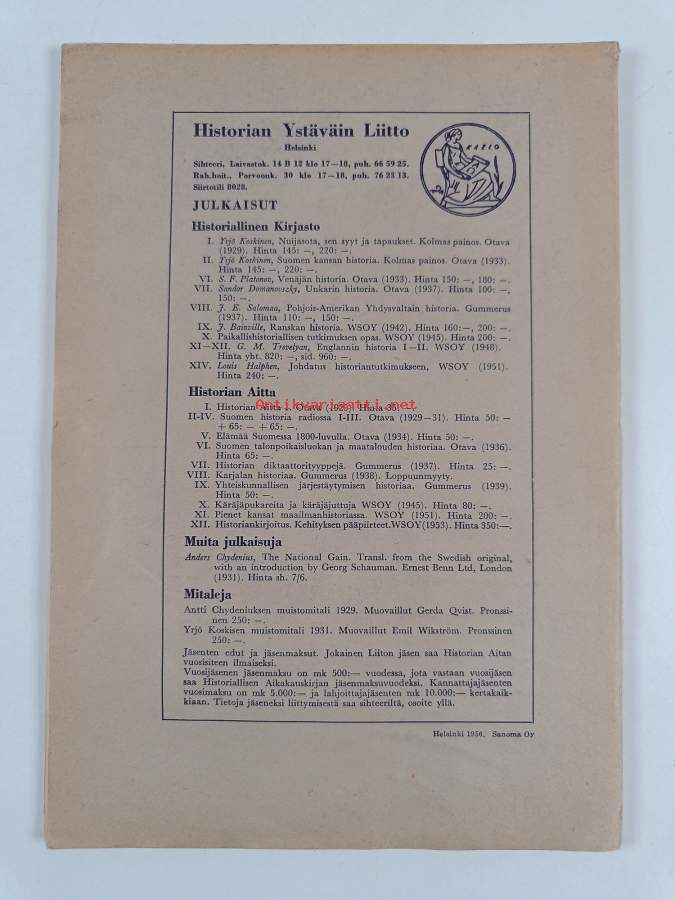 Historian Ystäväin Liitto
Helsinki
Sihteeri, Laivastok. 14 B 12 klo 17—18, puh. 66 59 25.
Rah.hoit., Porvoonk. 30 klo 17—18, puh. 76 23 13.
Siirtotili 8028.
JULKAISUT
Historiallinen Kirjasto
I. Yrjö Koskinen, Nuijasota, sen syyt ja tapaukset. Kolmas painos. Otava
(1929). Hinta 145: —, 220: —.
II. Yrjö Koskinen, Suomen kansan historia. Kolmas painos. Otava (1933).
Hinta 145: —, 220: —.
VI. S. F. Platonov, Venäjän historia. Otava (1933). Hinta 150: —, 180: —.
VII. Sandor Domanovszky, Unkarin historia. Otava (1937). Hinta 100: —,
150: —.
VIII. J. E. Salomaa, Pohjois-Amerikan Yhdysvaltain historia. Gummerus
(1937). Hinta 110: —, 150: —.
IX. J. Bainville, Ranskan historia. WSOY (1942). Hinta 160:—, 200: —.
X. Paikallishistoriallisen tutkimuksen opas. WSOY (1945). Hinta 200: —.
XI—XII. G. M. Trevelyan, Englannin historia I—II. WSOY (1948).
Hinta yht. 820: —, sid. 960: —.
XIV. Louis Halphen, Johdatus historiantutkimukseen, WSOY (1951).
Hinta 240: —.
Historian Aitta
Antikvariaatti.net
I. Historian Aitta I. Otava (1929). Hinta 35: —.
II-IV. Suomen historia radiossa I-III. Otava (1929—31). Hinta 50: —
+ 65: — + 65: —.
V. Elämää Suomessa 1800-luvulla. Otava (1934). Hinta 50: —.
VI. Suomen talonpoikaisluokan ja maatalouden historiaa. Otava (1936).
Hinta 65: —.
VII. Historian diktaattorityyppejä. Gummerus (1937). Hinta 25: —.
VIII. Karjalan historiaa. Gummerus (1938). Loppuunmyyty.
IX. Yhteiskunnallisen järjestäytymisen historiaa. Gummerus (1939).
Hinta 50: —.
X. Käräjäpukareita ja käräjäjuttuja WSOY (1945). Hinta 80: —.
XI. Pienet kansat maailmanhistoriassa. WSOY (1951). Hinta 200: —.
XII. Historiankirjoitus. Kehityksen pääpiirteet.WSOY(1953). Hinta 350:—.
Muita julkaisuja
Anders Chydenius, The National Gain. Transl. from the Swedish original,
with an introduction by Georg Schauman. Ernest Benn Ltd, London
(1931). Hinta sh. 7/6.
Mitaleja
Antti Chydeniuksen muistomitali 1929. Muovaillut Gerda Qvist. Pronssi-
nen 250: —.
Yrjö Koskisen muistomitali 1931. Muovaillut Emil Wikström. Pronssinen
250: —.
Jäsenten edut ja jäsenmaksut. Jokainen Liiton jäsen saa Historian Aitan
vuosisiteen ilmaiseksi.
Vuosijäsenen jäsenmaksu on mk 500:— vuodessa, jota vastaan vuosijäsen
saa Historiallisen Aikakauskirjan jäsenmaksuvuodeksi. Kannattajajäsenten
vuosimaksu on mk 5.000:— ja lahjoittajajäsenten mk 10.000:— kertakaik-
kiaan. Tietoja jäseneksi liittymisestä saa sihteeriltä, osoite yllä.
Helsinki 1956. Sanoma Oy